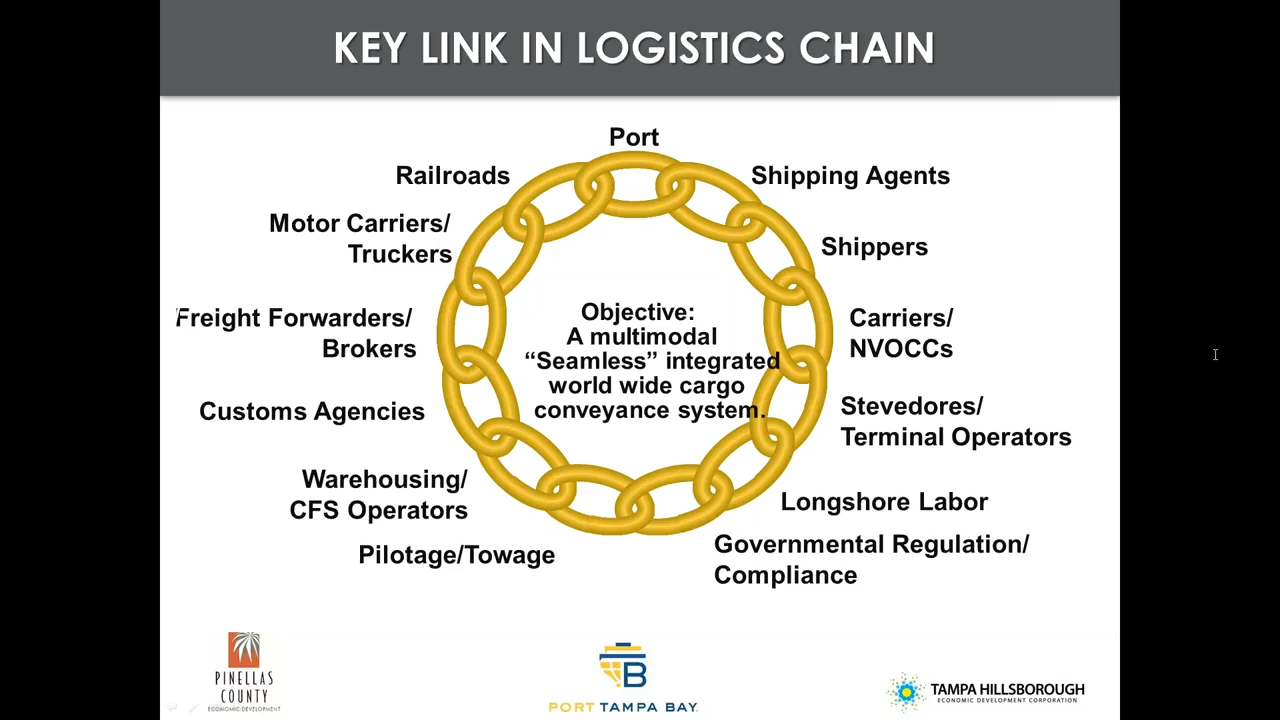 KEY LINK IN LOGISTICS CHAIN
Port
Railroads
Shipping Agents
Motor Carriers/
Truckers
Shippers
Freight Forwarders/
Brokers
Objective:
A multimodal
“Seamless” integrated
world wide cargo
conveyance system.
Carriers/
NVOCCs
Customs Agencies
Stevedores/
Terminal Operators
Warehousing/
CFS Operators
Longshore Labor
Pilotage/Towage
Governmental Regulation/
Compliance
PINELLAS
COUNTY
ECONOMIC DEVELOPMENT
B
PORT TAMPA BAY
TAMPA HILLSBOROUGH
ECONOMIC DEVELOPMENT CORPORATION